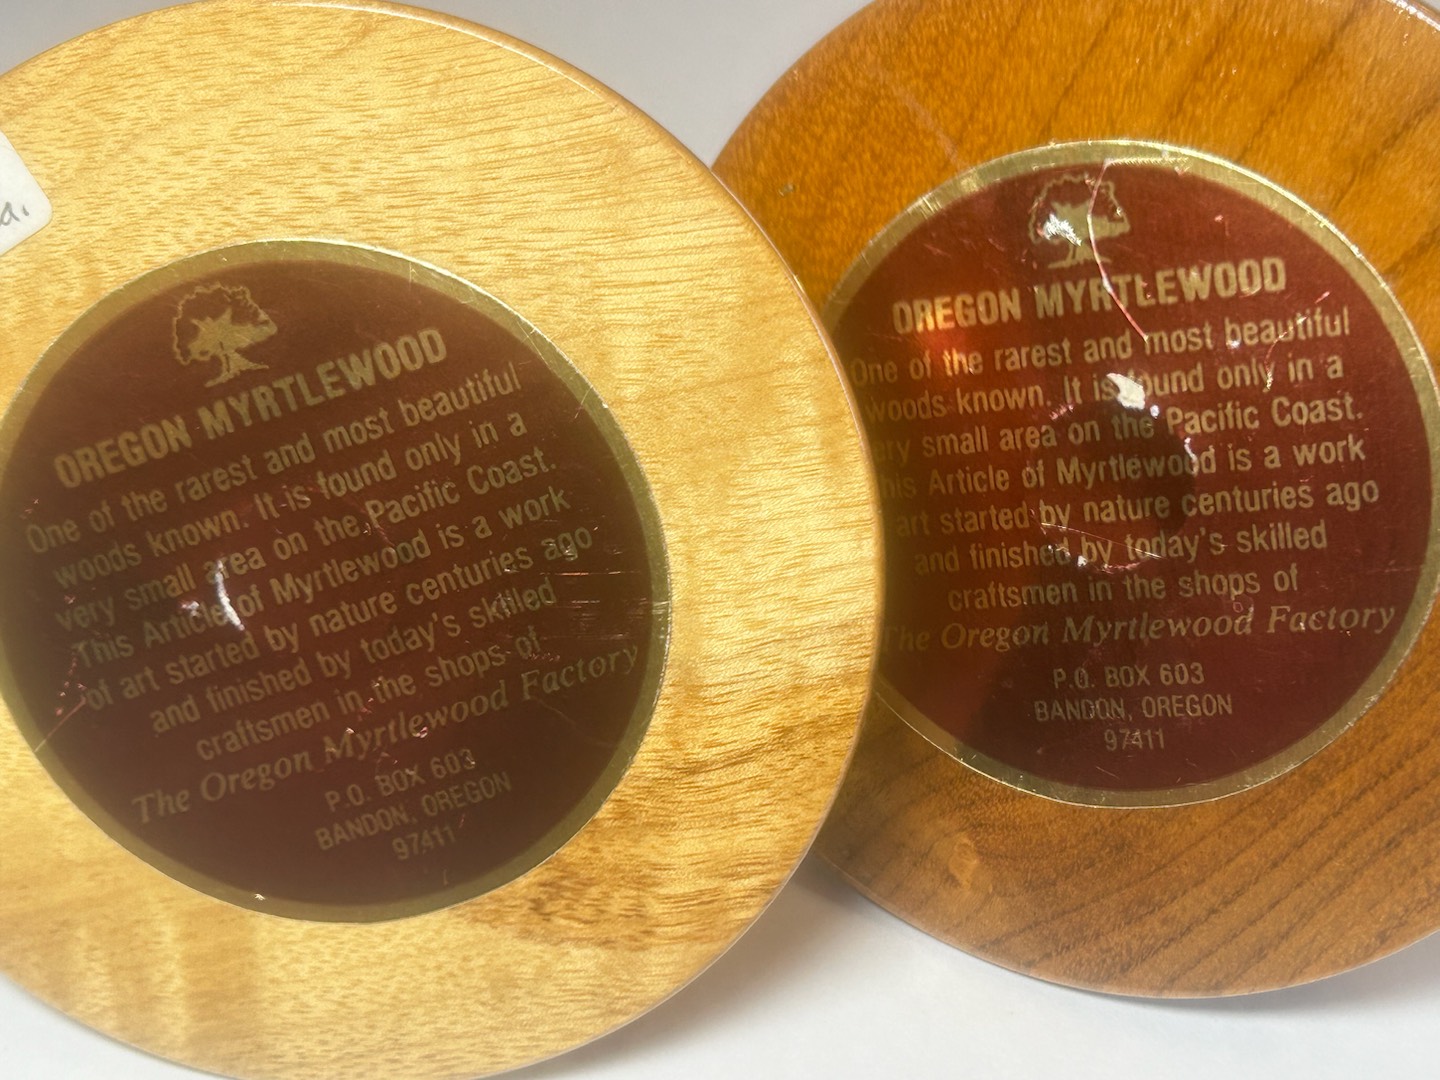 a.
OREGON MYRTLEWOOD
One of the rarest and most beautiful
woods known. It is found only in a
very small area on the Pacific Coast.
This Article of Myrtlewood is a work
of art started by nature centuries ago
and finished by today's skilled
craftsmen in the shops of
The Oregon Myrtlewood Factory
P.O. BOX 603
BANDON, OREGON
97411
OREGON MYRTLEWOOD
One of the rarest and most beautiful
woods known. It is found only in a
very small area on the Pacific Coast.
This Article of Myrtlewood is a work
art started by nature centuries ago
and finished by today's skilled
craftsmen in the shops of
The Oregon Myrtlewood Factory
P.O. BOX 603
BANDON, OREGON
97411